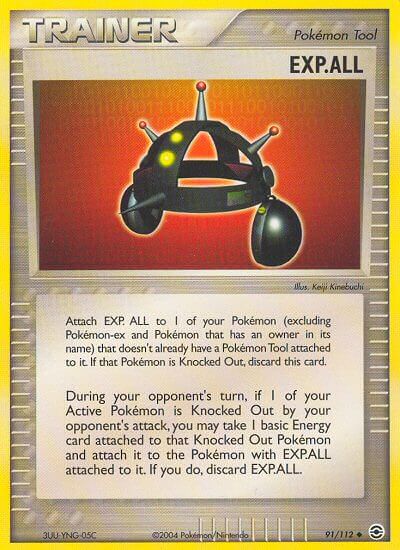 TRAINER
Pokémon Tool
EXP.ALL
Illus. Keiji Kinebuchi
Attach EXP. ALL to 1 of your Pokémon (excluding
Pokémon-ex and Pokémon that has an owner in its
name) that doesn't already have a Pokémon Tool attached
to it. If that Pokémon is Knocked Out, discard this card.
During your opponent's turn, if 1 of your
Active Pokémon is Knocked Out by your
opponent's attack, you may take 1 basic Energy
card attached to that Knocked Out Pokémon
and attach it to the Pokémon with EXP.ALL
attached to it. If you do, discard EXP.ALL.
3UU-YNG-05C
©2004 Pokémon/Nintendo
91/112